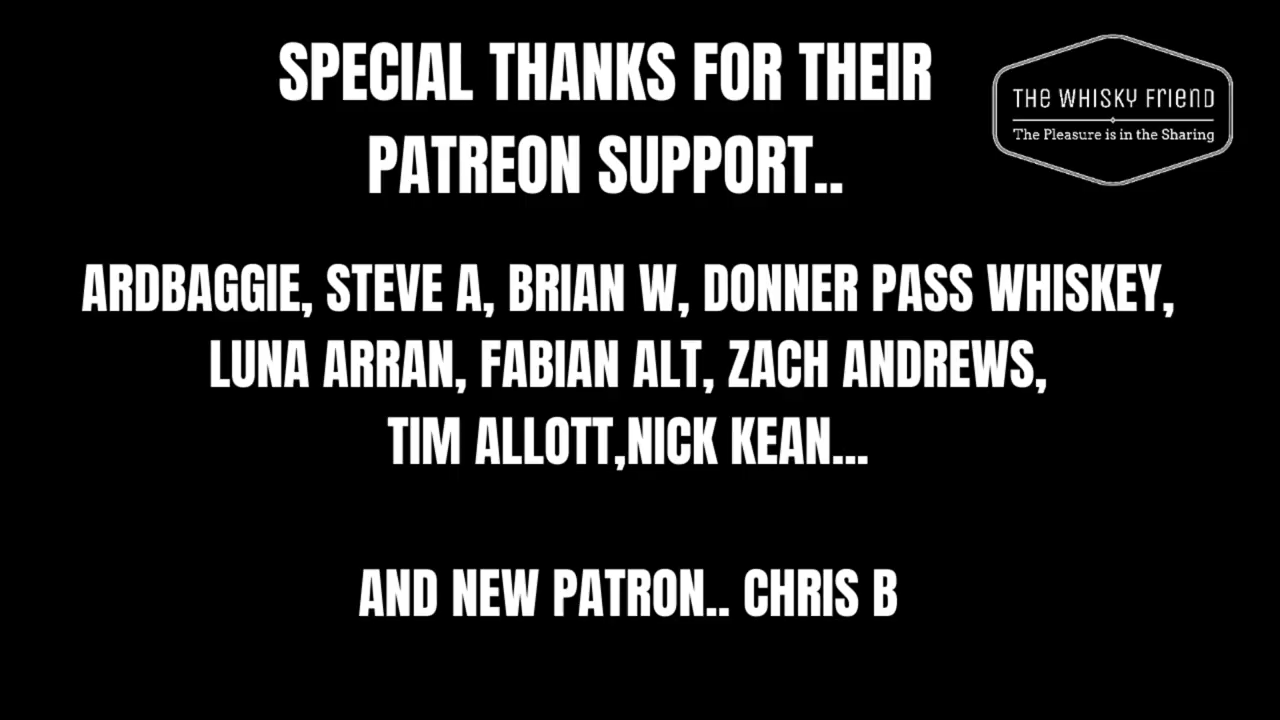 SPECIAL THANKS FOR THEIR
PATREON SUPPORT..
THE WHISKY FRIEND
The Pleasure is in the Sharing
ARDBAGGIE, STEVE A, BRIAN W, DONNER PASS WHISKEY,
LUNA ARRAN, FABIAN ALT, ZACH ANDREWS,
TIM ALLOTT,NICK KEAN...
AND NEW PATRON.. CHRIS B